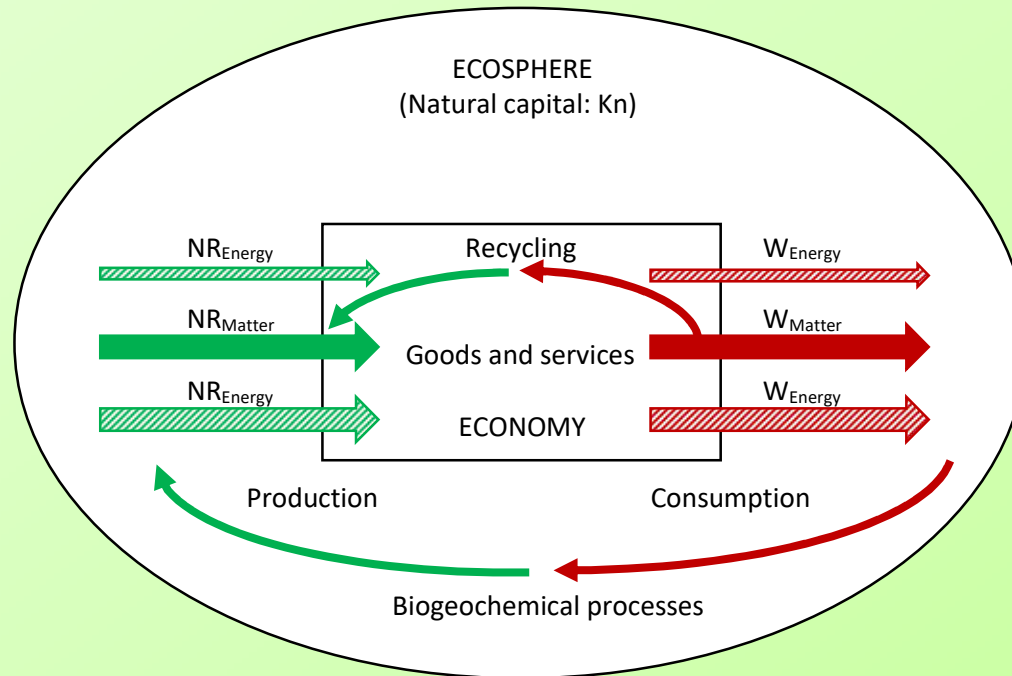 ECOSPHERE
(Natural capital: Kn)
Recycling
NREnergy
WEnergy
NRMatter
WMatter
Goods and services
NREnergy
WEnergy
ECONOMY
Production
Consumption
Biogeochemical processes